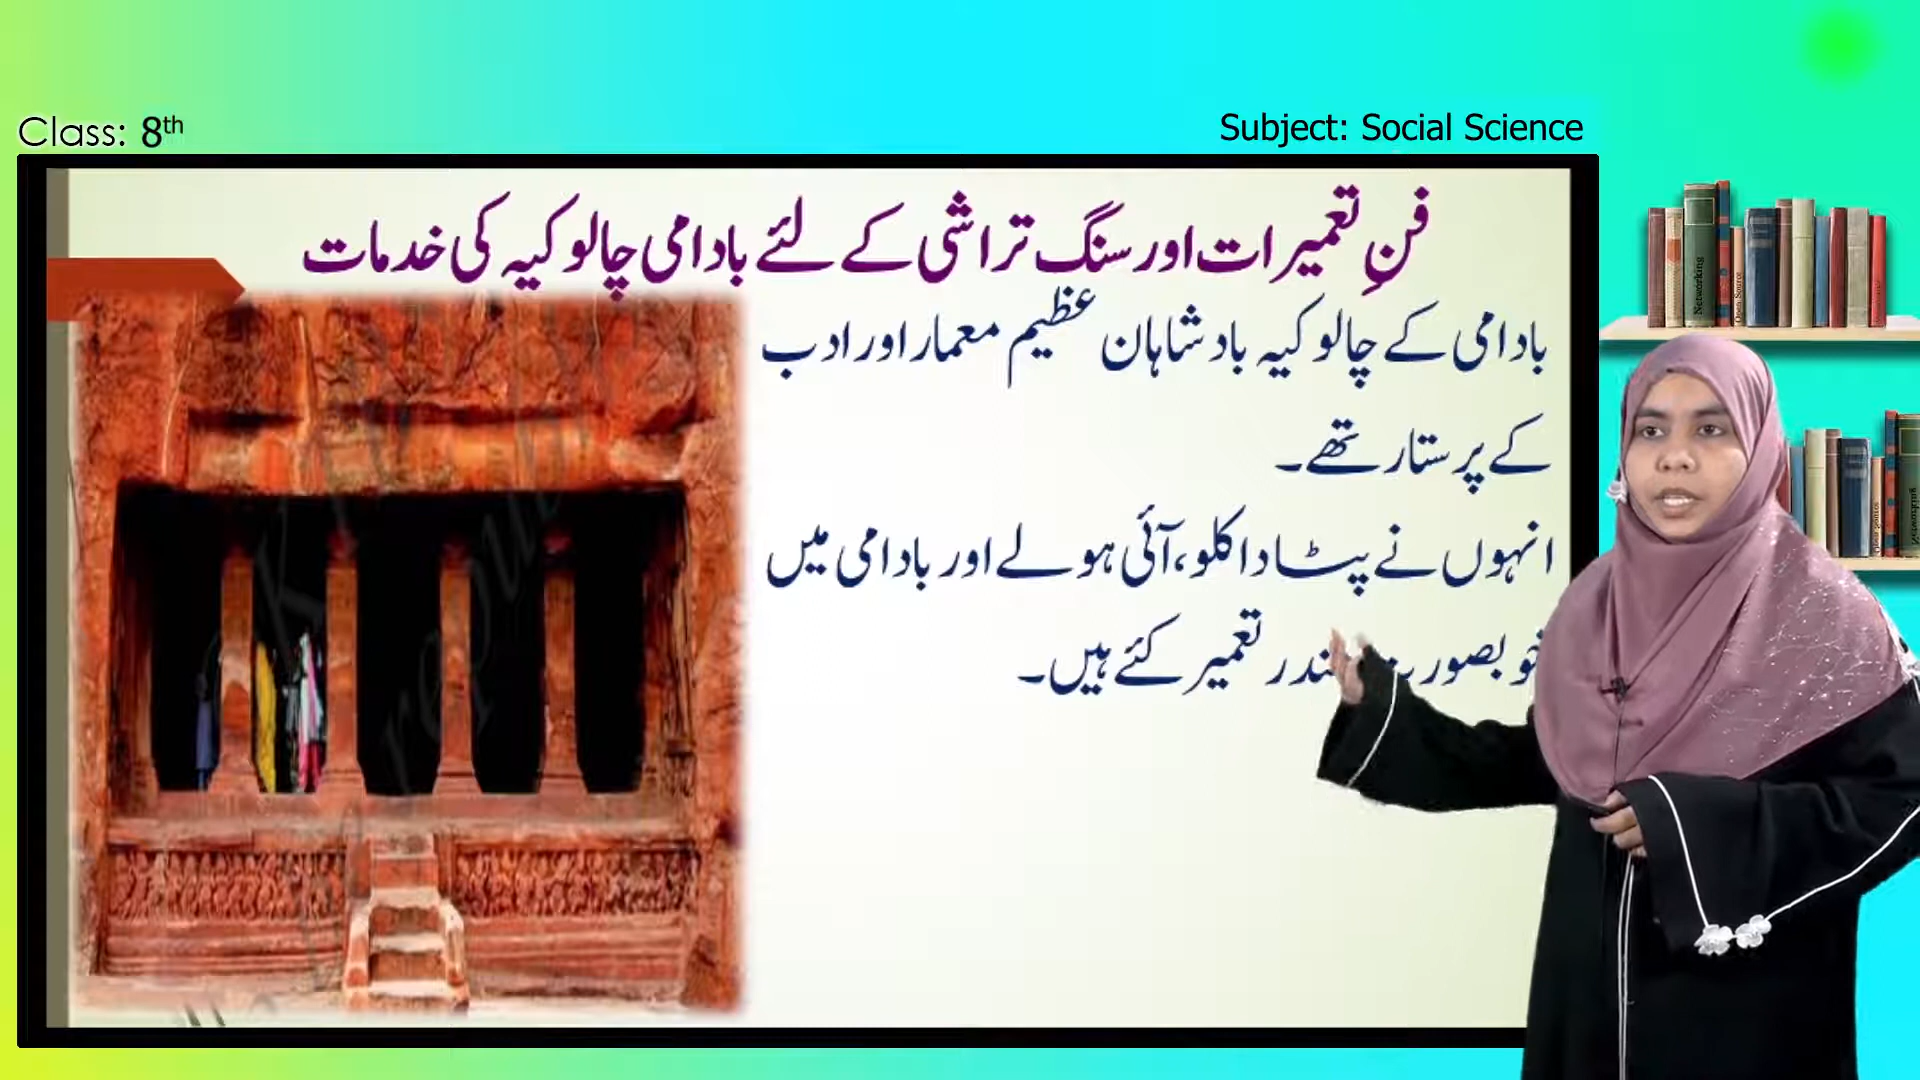 Class: 8th
Subject: Social Science
فنِ تعمیرات اور سنگ تراشی کے لئے بادامی چالوکیہ کی خدمات
بادامی کے چالوکیہ بادشاہان عظیم معمار اور ادب
کے پرستار تھے۔
انہوں نے پٹاداکلو، آئی ہولے اور بادامی میں
تعمیر کئے ہیں۔
Networking